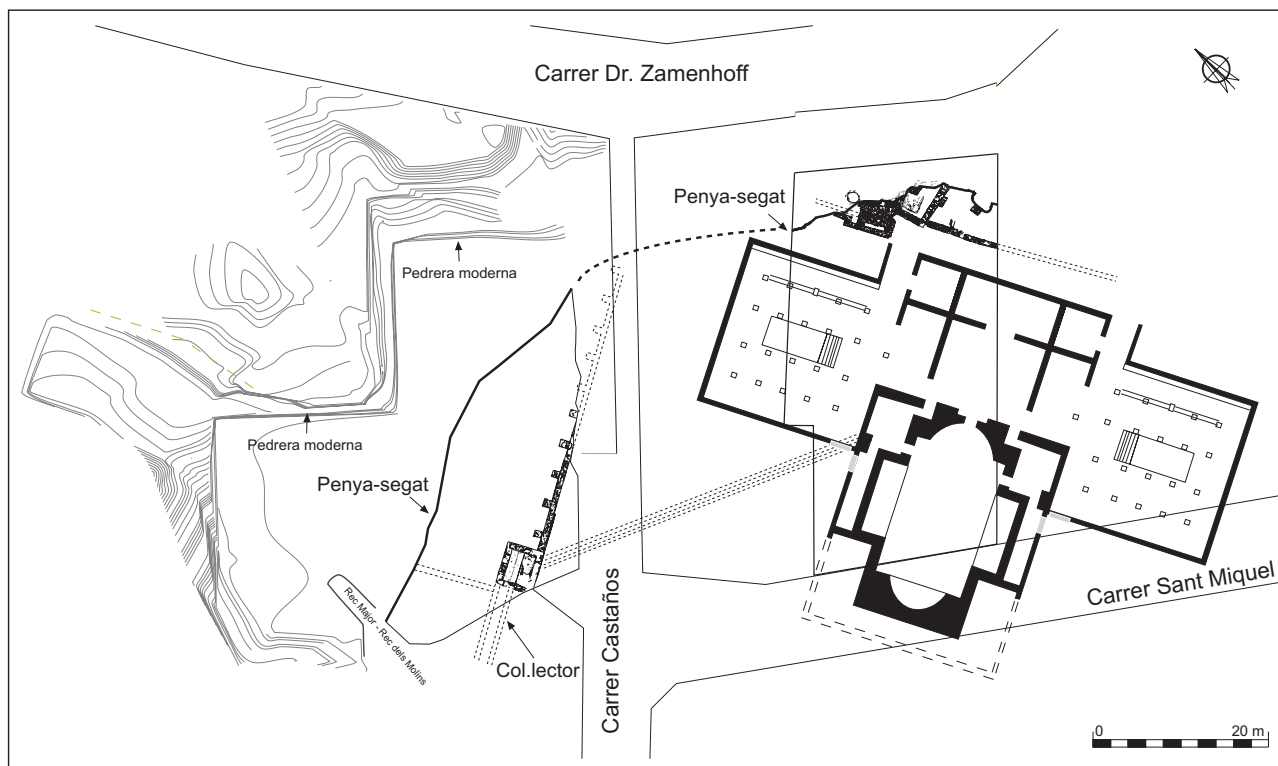 Carrer Dr. Zamenhoff
Penya-segat
Pedrera moderna
Pedrera moderna
Penya-segat
Rec Major - Rec dels Molins
Col.lector
Carrer Castaños
Carrer Sant Miquel
0 20 m